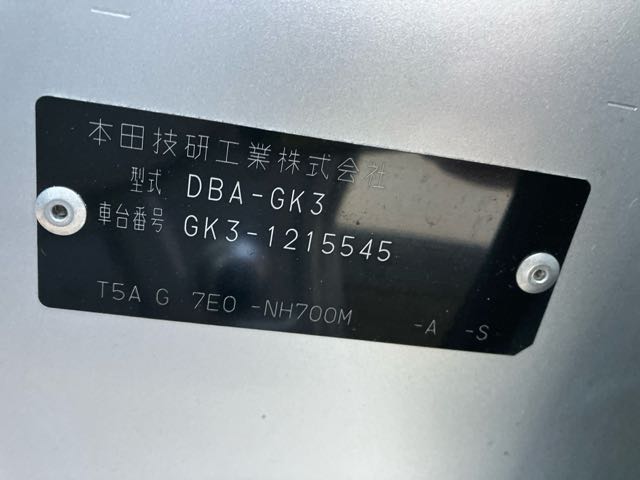 本田技研工業株式会社
型式 DBA-GK3
車台番号 GK3-1215545
T5A G 7E0 -NH700M -A -S